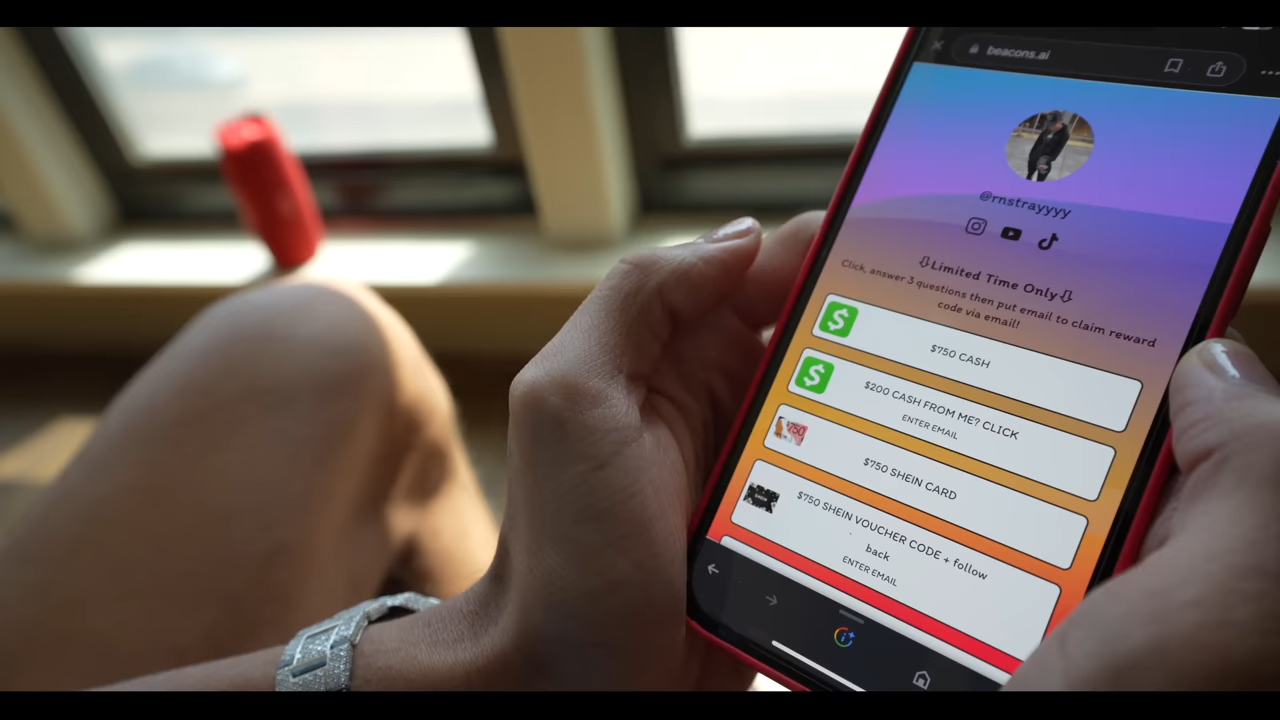 beacons.ai
@rnstrayyyy
⇩Limited Time Only⇩
Click, answer 3 questions then put email to claim reward
code via email!
$750 CASH
$200 CASH FROM ME? CLICK
ENTER EMAIL
$750 SHEIN CARD
$750
$750 SHEIN VOUCHER CODE + follow
back
ENTER EMAIL